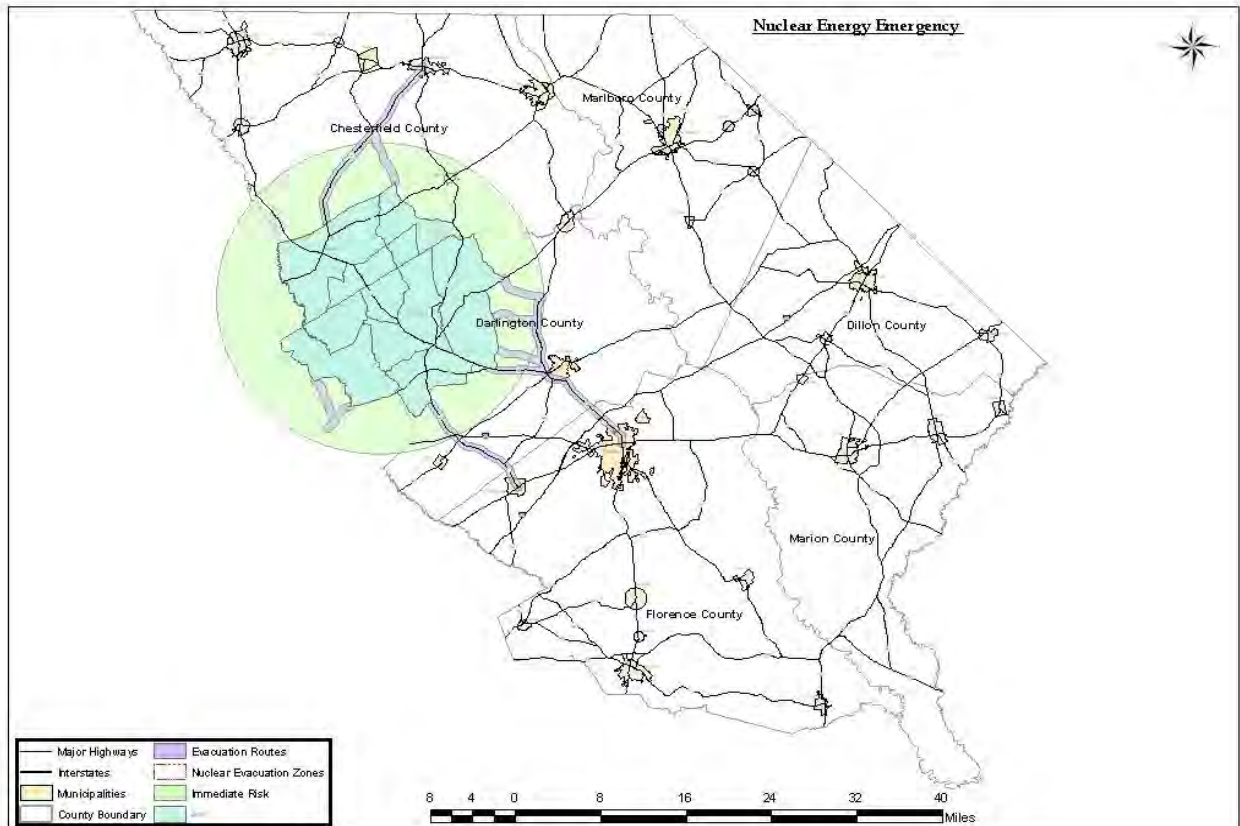 Nuclear Energy Emergency
Marlboro County
Chesterfield County
Darlington County
Dillon County
Marion County
Florence County
Major Highways
Evacuation Routes
Interstates
Nuclear Evacuation Zones
Municipalities
Immediate Risk
County Boundary
8 4 0 8 16 24 32 40
Miles